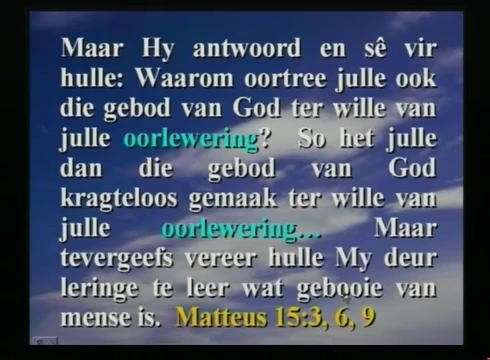 Maar Hy antwoord en sê vir
hulle: Waarom oortree julle ook
die gebod van God ter wille van
julle oorlewering? So het julle
dan die gebod van God
kragteloos gemaak ter wille van
julle oorlewering... Maar
tevergeefs vereer hulle My deur
leringe te leer wat gebooie van
mense is. Matteus 15:3, 6, 9